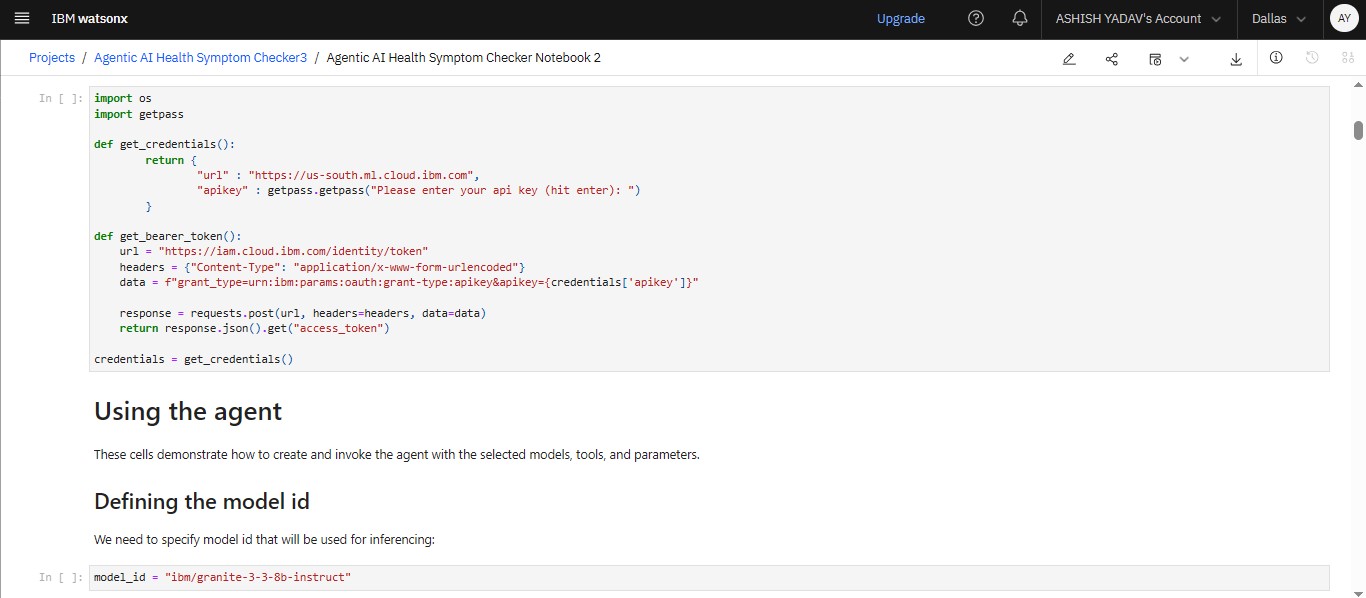 IBM watsonx
Upgrade
ASHISH YADAV's Account
Dallas
AY
Projects / Agentic AI Health Symptom Checker3 / Agentic AI Health Symptom Checker Notebook 2
In [ ]:
import os
import getpass
def get_credentials():
return {
"url" : "https://us-south.ml.cloud.ibm.com",
"apikey" : getpass.getpass("Please enter your api key (hit enter): ")
}
def get_bearer_token():
url = "https://iam.cloud.ibm.com/identity/token"
headers = {"Content-Type": "application/x-www-form-urlencoded"}
data = f"grant_type=urn:ibm:params:oauth:grant-type:apikey&apikey={credentials['apikey']}"
response = requests.post(url, headers=headers, data=data)
return response.json().get("access_token")
credentials = get_credentials()
Using the agent
These cells demonstrate how to create and invoke the agent with the selected models, tools, and parameters.
Defining the model id
We need to specify model id that will be used for inferencing:
In [ ]:
model_id = "ibm/granite-3-3-8b-instruct"